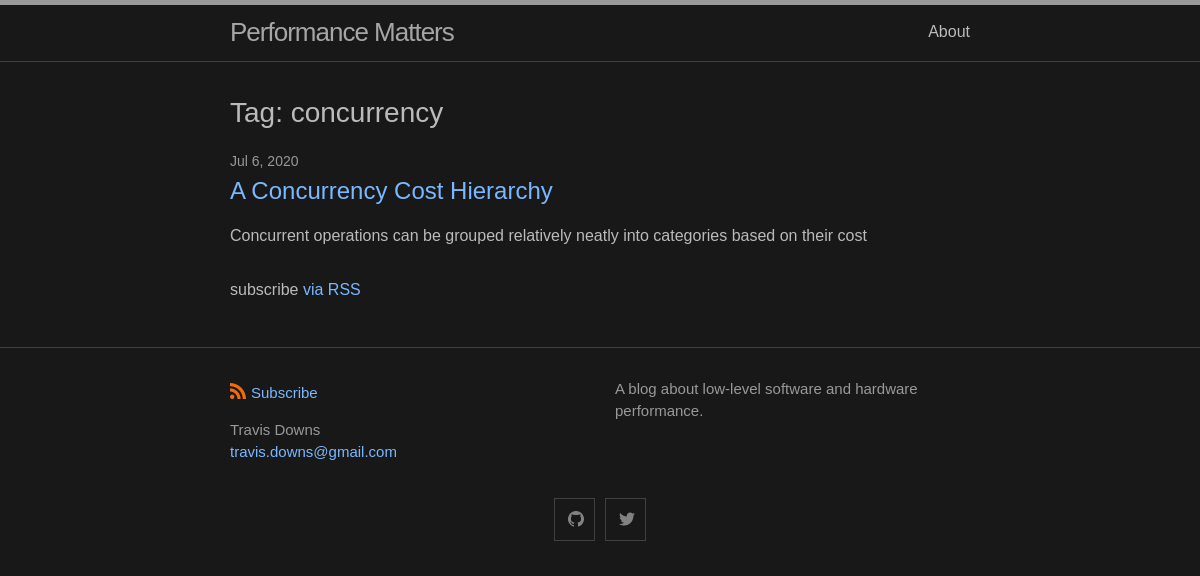 Performance Matters
About
Tag: concurrency
Jul 6, 2020
A Concurrency Cost Hierarchy
Concurrent operations can be grouped relatively neatly into categories based on their cost
subscribe via RSS
Subscribe
Travis Downs
travis.downs@gmail.com
A blog about low-level software and hardware
performance.